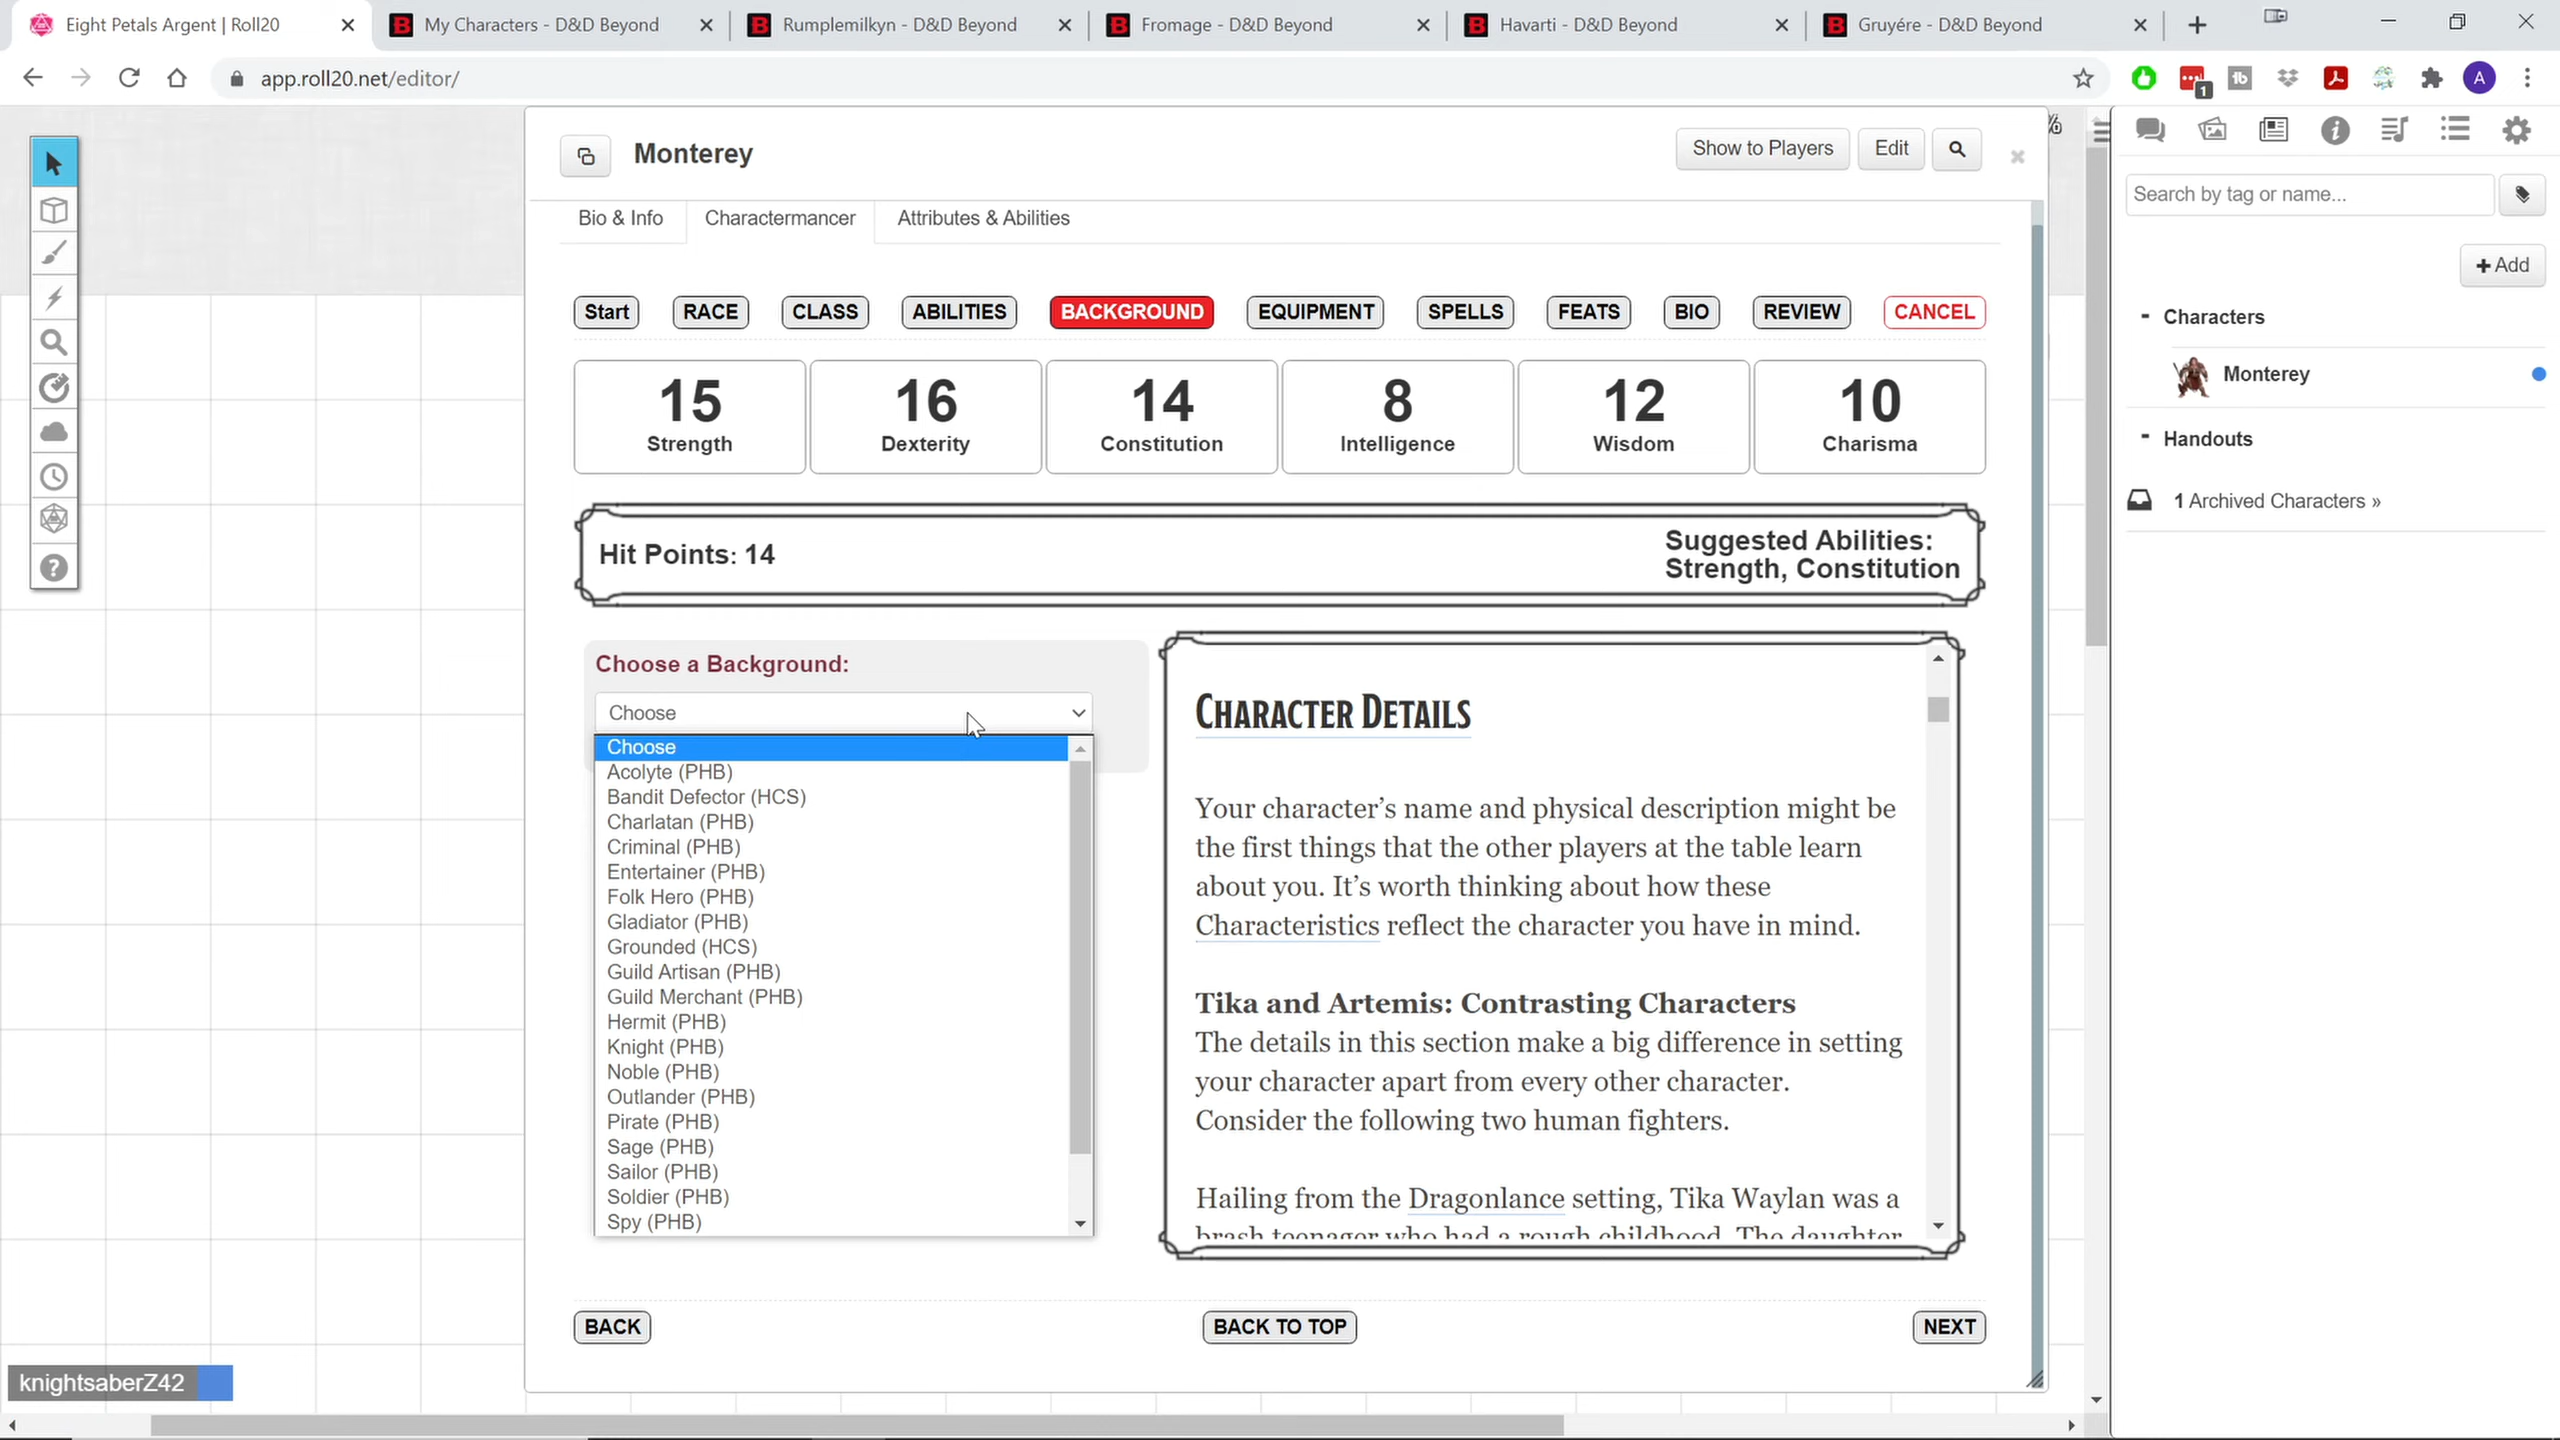 Eight Petals Argent | Roll20
My Characters - D&D Beyond
Rumplemilkyn - D&D Beyond
Fromage - D&D Beyond
Havarti - D&D Beyond
Gruyére - D&D Beyond
app.roll20.net/editor/
1
A
Monterey
Show to Players
Edit
%
Search by tag or name...
Bio & Info
Charactermancer
Attributes & Abilities
+ Add
Start
RACE
CLASS
ABILITIES
BACKGROUND
EQUIPMENT
SPELLS
FEATS
BIO
REVIEW
CANCEL
- Characters
Monterey
- Handouts
1 Archived Characters »
15
Strength
16
Dexterity
14
Constitution
8
Intelligence
12
Wisdom
10
Charisma
Hit Points: 14
Suggested Abilities:
Strength, Constitution
Choose a Background:
Choose
Choose
Acolyte (PHB)
Bandit Defector (HCS)
Charlatan (PHB)
Criminal (PHB)
Entertainer (PHB)
Folk Hero (PHB)
Gladiator (PHB)
Grounded (HCS)
Guild Artisan (PHB)
Guild Merchant (PHB)
Hermit (PHB)
Knight (PHB)
Noble (PHB)
Outlander (PHB)
Pirate (PHB)
Sage (PHB)
Sailor (PHB)
Soldier (PHB)
Spy (PHB)
Character Details
Your character’s name and physical description might be
the first things that the other players at the table learn
about you. It’s worth thinking about how these
Characteristics reflect the character you have in mind.
Tika and Artemis: Contrasting Characters
The details in this section make a big difference in setting
your character apart from every other character.
Consider the following two human fighters.
Hailing from the Dragonlance setting, Tika Waylan was a
brash teenager who had a rough childhood. The daughter
BACK
BACK TO TOP
NEXT
knightsaberZ42